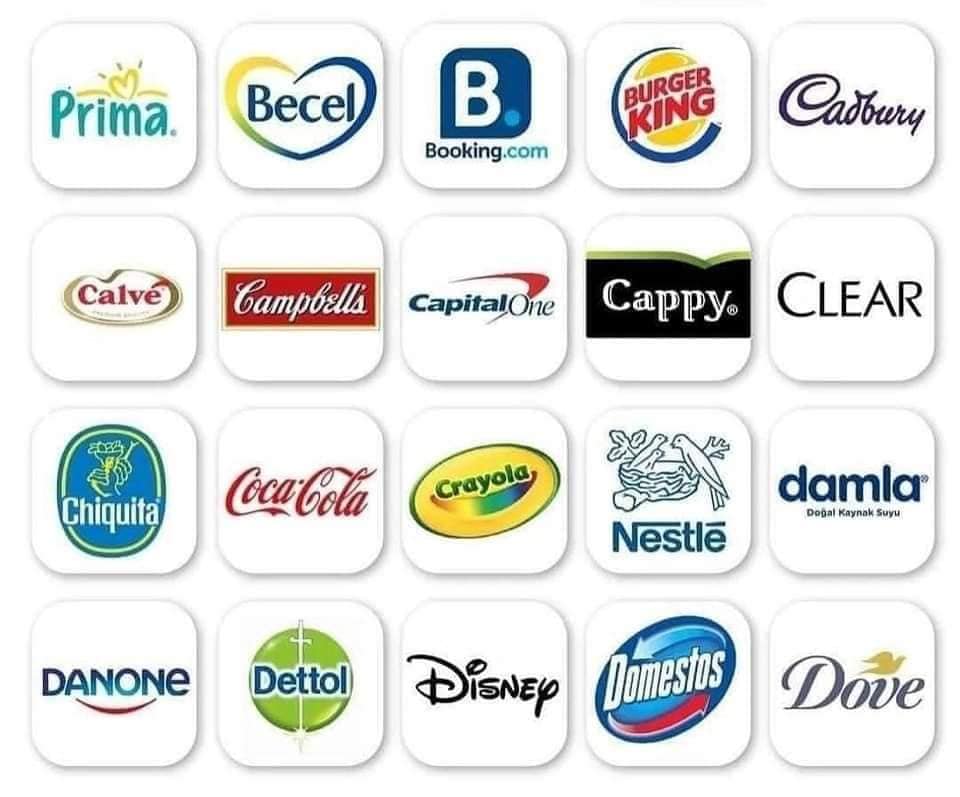 Prima
Becel
B.
Booking.com
BURGER
KING
Cadbury
Calvé
Campbell's
CapitalOne
Cappy®
CLEAR
Chiquita
Coca-Cola
Crayola
Nestlé
damla®
Doğal Kaynak Suyu
DANONE
Dettol
Disney
Domestos
Dove